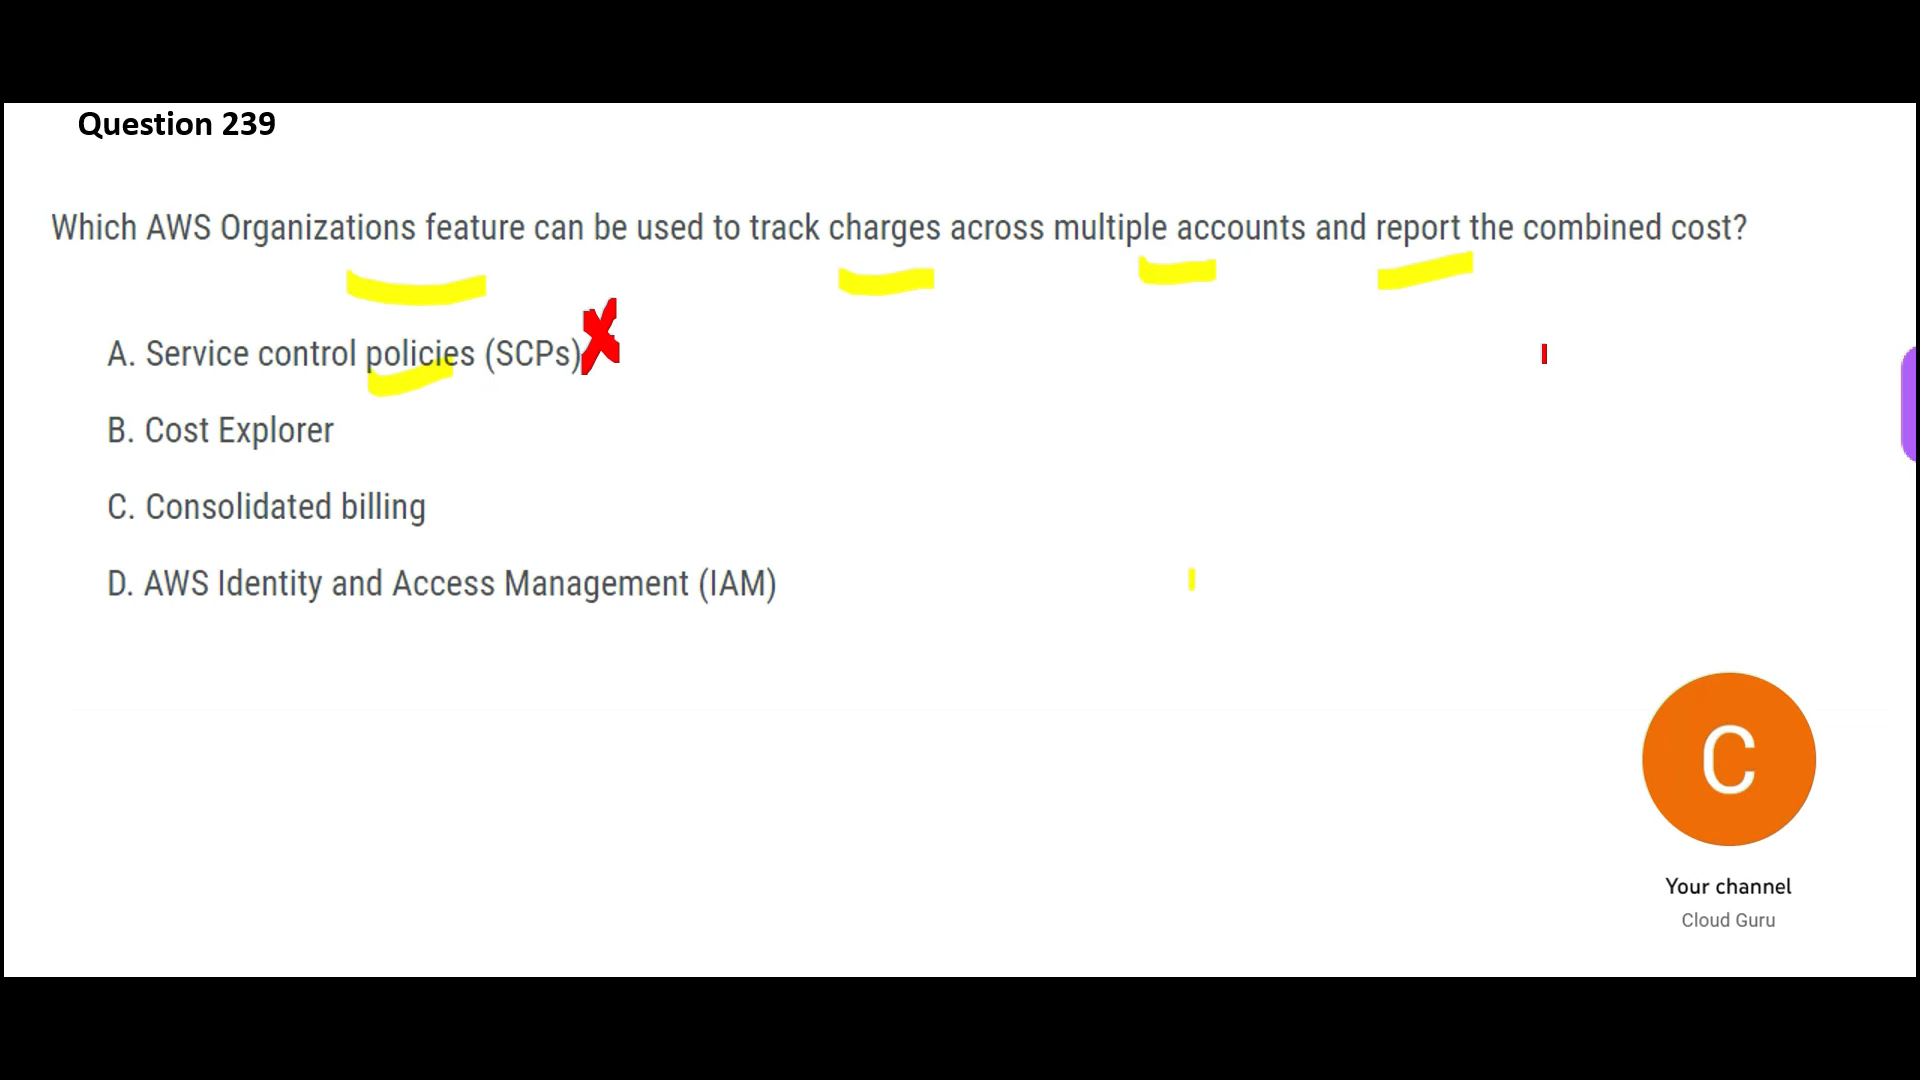 Question 239
Which AWS Organizations feature can be used to track charges across multiple accounts and report the combined cost?
A. Service control policies (SCPs)
B. Cost Explorer
C. Consolidated billing
D. AWS Identity and Access Management (IAM)
C
Your channel
Cloud Guru